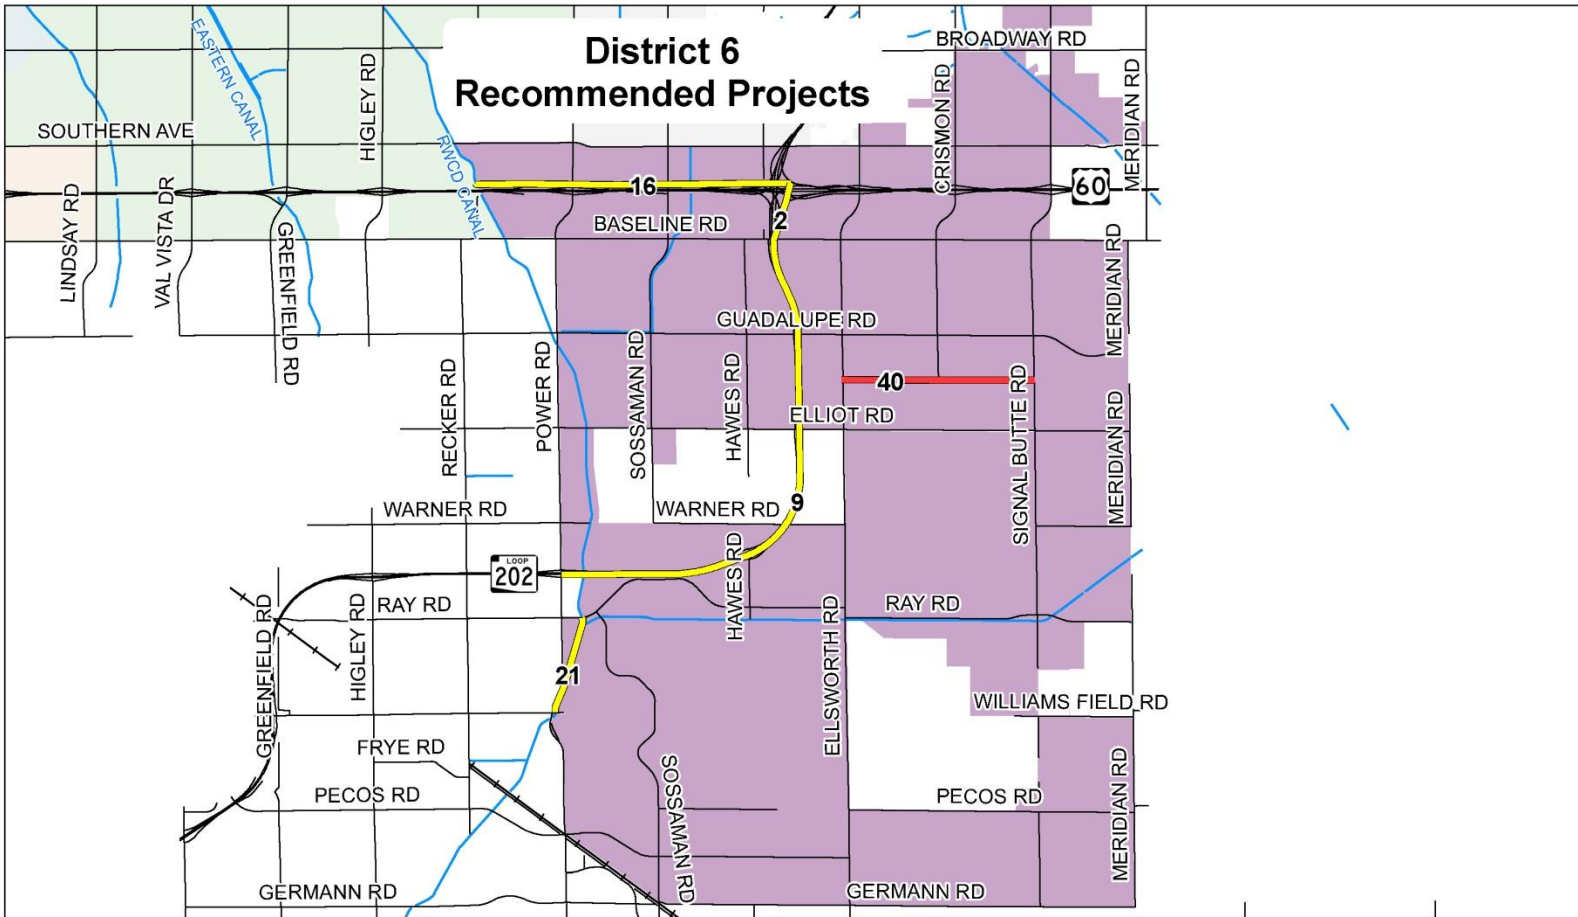 District 6
Recommended Projects
BROADWAY RD
EASTERN CANAL
HIGLEY RD
RWCD CANAL
CRISMON RD
MERIDIAN RD
SOUTHERN AVE
16
60
LINDSAY RD
VAL VISTA DR
GREENFIELD RD
BASELINE RD
2
MERIDIAN RD
GUADALUPE RD
RECKER RD
POWER RD
SOSSAMAN RD
HAWES RD
40
ELLIOT RD
SIGNAL BUTTE RD
MERIDIAN RD
WARNER RD
WARNER RD
9
LOOP
202
HAWES RD
GREENFIELD RD
HIGLEY RD
RAY RD
ELLSWORTH RD
RAY RD
21
WILLIAMS FIELD RD
FRYE RD
SOSSAMAN RD
MERIDIAN RD
PECOS RD
PECOS RD
GERMANN RD
GERMANN RD